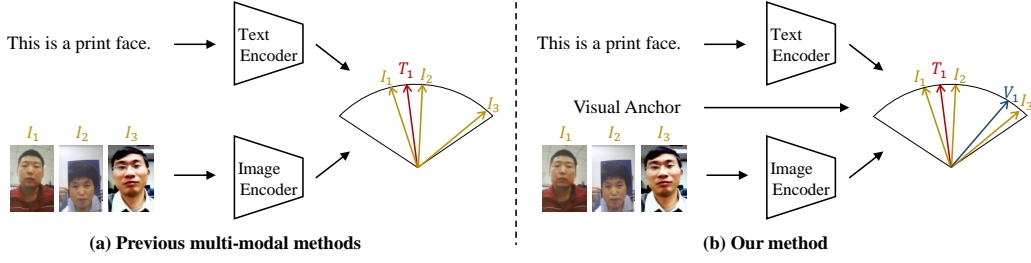 This is a print face.
Text
Encoder
I₁
T₁
I₂
I₃
I₁
I₂
I₃
Image
Encoder
(a) Previous multi-modal methods
This is a print face.
Text
Encoder
I₁
T₁
I₂
V₁
I₃
Visual Anchor
I₁
I₂
I₃
Image
Encoder
(b) Our method